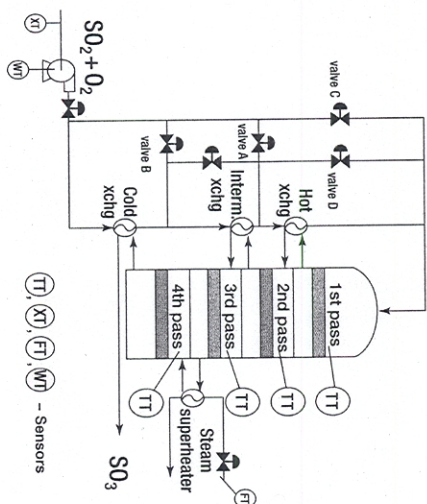 XT
WT
SO2 + O2
valve C
valve A
valve B
valve D
xchg
Interm.
Hot
xchg
Cold
xchg
1st pass
2nd pass
3rd pass
4th pass
TT
TT
TT
TT
Steam
superheater
FT
SO3
TT, XT, FT, WT – Sensors